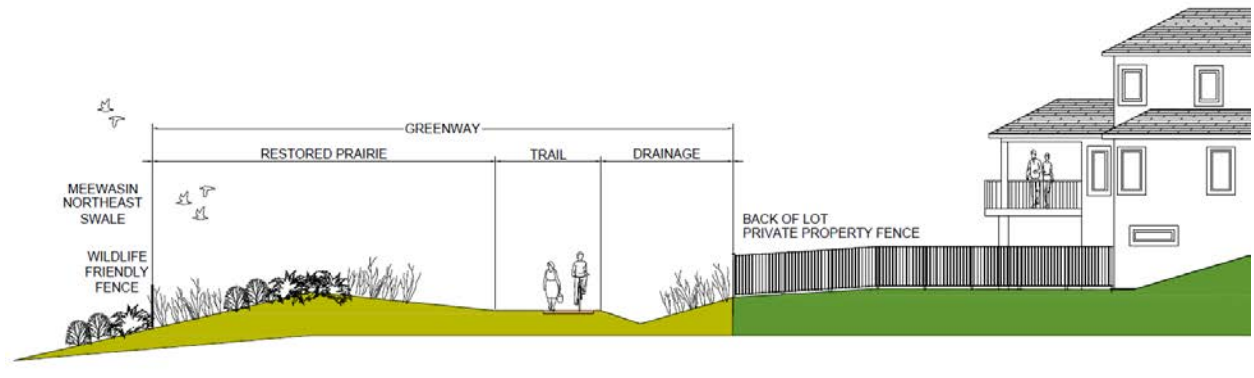 GREENWAY
RESTORED PRAIRIE
TRAIL
DRAINAGE
MEEWASIN
NORTHEAST
SWALE
WILDLIFE
FRIENDLY
FENCE
BACK OF LOT
PRIVATE PROPERTY FENCE